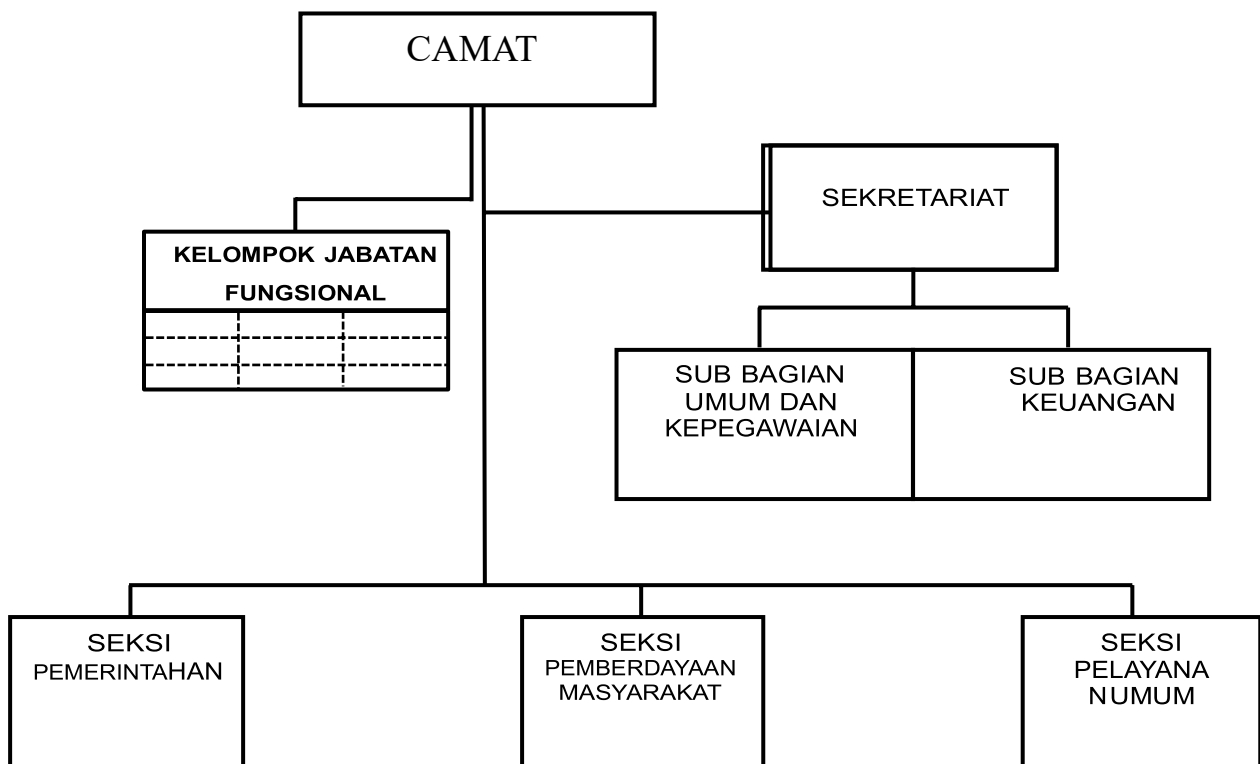 CAMAT
SEKRETARIAT
KELOMPOK JABATAN
FUNGSIONAL
SUB BAGIAN
UMUM DAN
KEPEGAWAIAN
SUB BAGIAN
KEUANGAN
SEKSI
PEMERINTAHAN
SEKSI
PEMBERDAYAAN
MASYARAKAT
SEKSI
PELAYANA
NUMUM